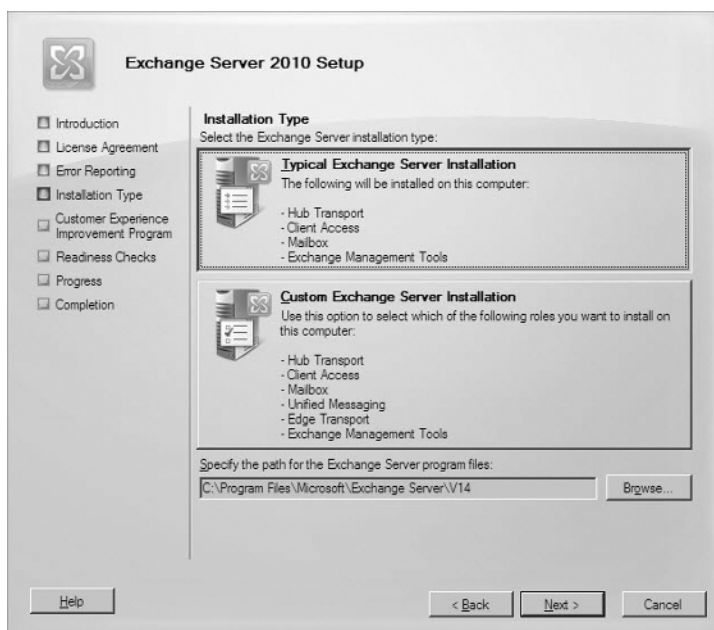 Exchange Server 2010 Setup
Introduction
License Agreement
Error Reporting
Installation Type
Customer Experience
Improvement Program
Readiness Checks
Progress
Completion
Installation Type
Select the Exchange Server installation type:
Typical Exchange Server Installation
The following will be installed on this computer:
- Hub Transport
- Client Access
- Mailbox
- Exchange Management Tools
Custom Exchange Server Installation
Use this option to select which of the following roles you want to install on
this computer:
- Hub Transport
- Client Access
- Mailbox
- Unified Messaging
- Edge Transport
- Exchange Management Tools
Specify the path for the Exchange Server program files:
C:\Program Files\Microsoft\Exchange Server\V14
Browse...
Help
< Back
Next >
Cancel